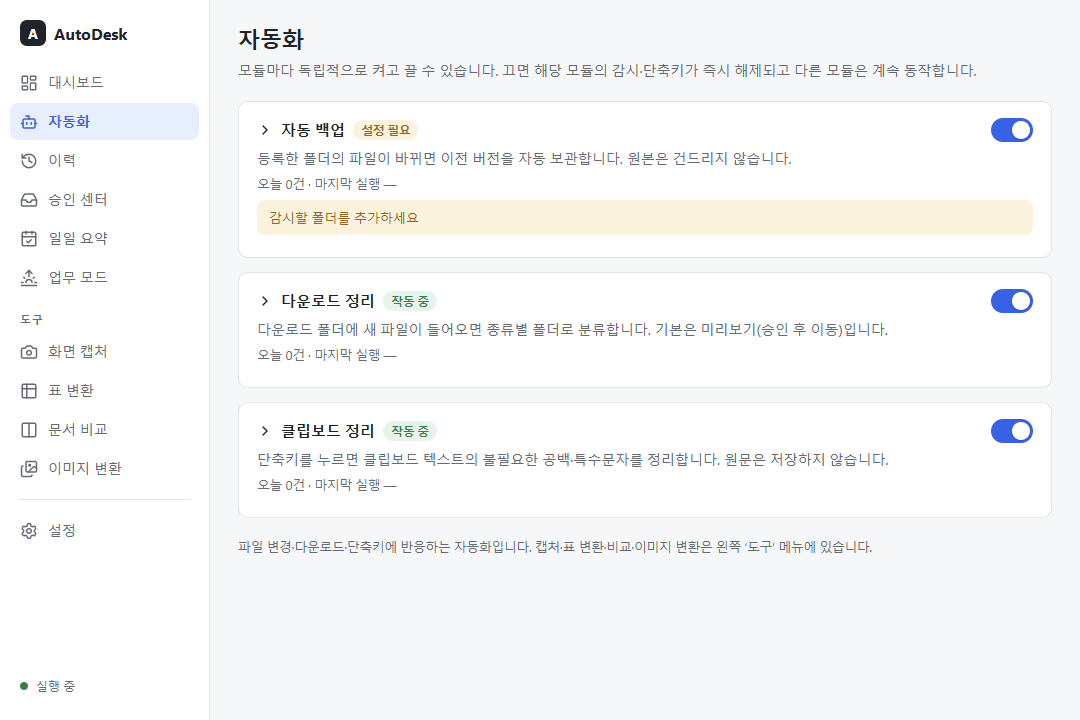 A AutoDesk
대시보드
자동화
이력
승인 센터
일일 요약
업무 모드
도구
화면 캡처
표 변환
문서 비교
이미지 변환
설정
실행 중
자동화
모듈마다 독립적으로 켜고 끌 수 있습니다. 끄면 해당 모듈의 감시·단축키가 즉시 해제되고 다른 모듈은 계속 동작합니다.
자동 백업 설정 필요
등록한 폴더의 파일이 바뀌면 이전 버전을 자동 보관합니다. 원본은 건드리지 않습니다.
오늘 0건 · 마지막 실행 —
감시할 폴더를 추가하세요
다운로드 정리 작동 중
다운로드 폴더에 새 파일이 들어오면 종류별 폴더로 분류합니다. 기본은 미리보기(승인 후 이동)입니다.
오늘 0건 · 마지막 실행 —
클립보드 정리 작동 중
단축키를 누르면 클립보드 텍스트의 불필요한 공백·특수문자를 정리합니다. 원문은 저장하지 않습니다.
오늘 0건 · 마지막 실행 —
파일 변경·다운로드·단축키에 반응하는 자동화입니다. 캡처·표 변환·비교·이미지 변환은 왼쪽 ‘도구’ 메뉴에 있습니다.